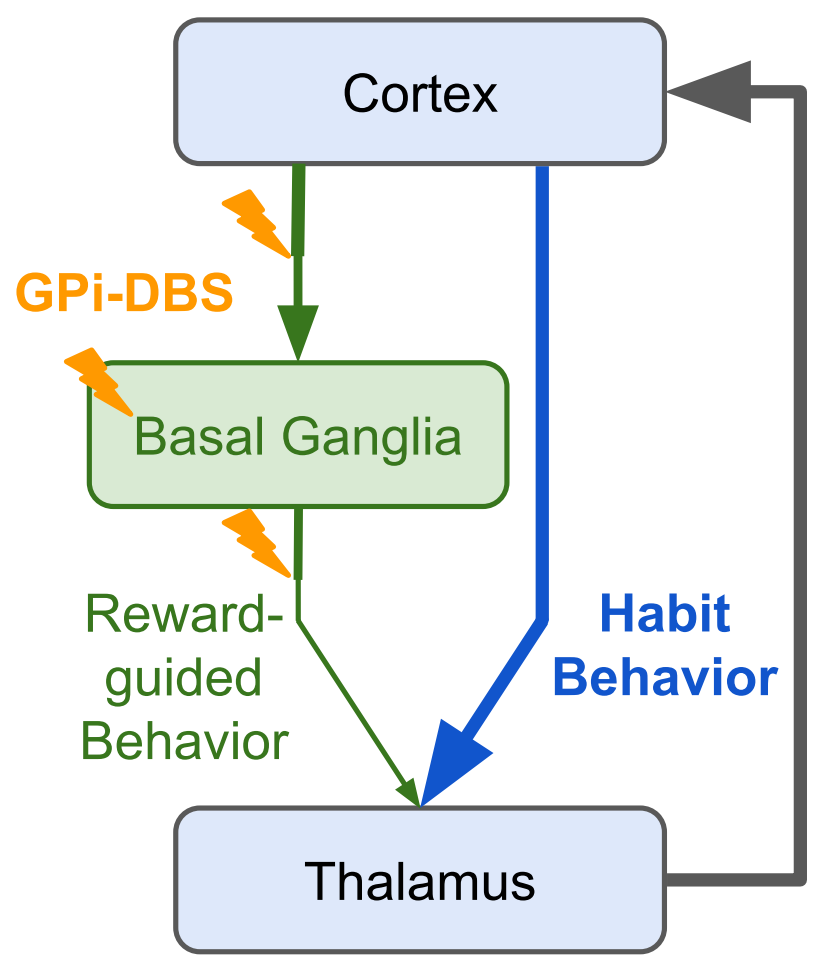 Cortex
GPi-DBS
Basal Ganglia
Reward-
guided
Behavior
Habit
Behavior
Thalamus